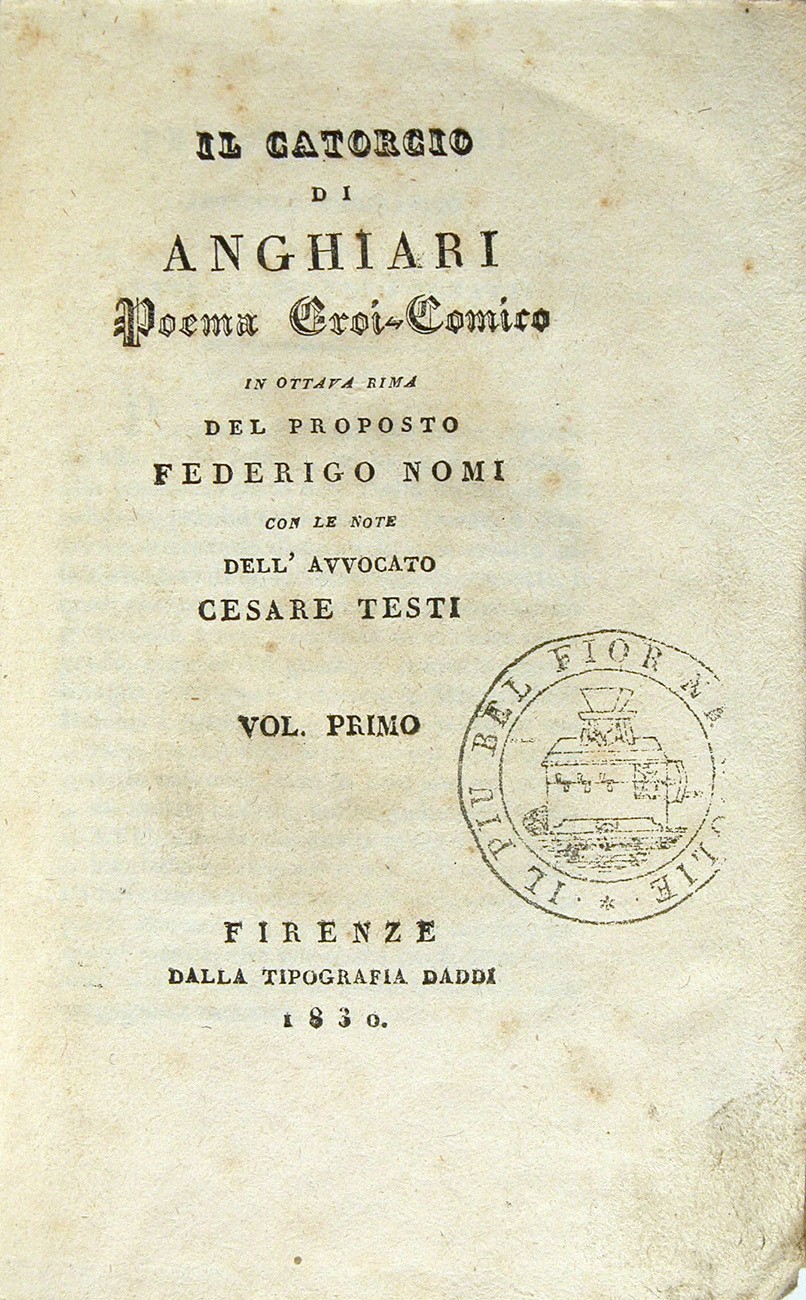 IL CATORCIO
DI
ANGHIARI
Poema Eroi-Comico
IN OTTAVA RIMA
DEL PROPOSTO
FEDERIGO NOMI
CON LE NOTE
DELL' AVVOCATO
CESARE TESTI
VOL. PRIMO
IL PIU BEL FIOR NE
FIRENZE
DALLA TIPOGRAFIA DADDI
1830.